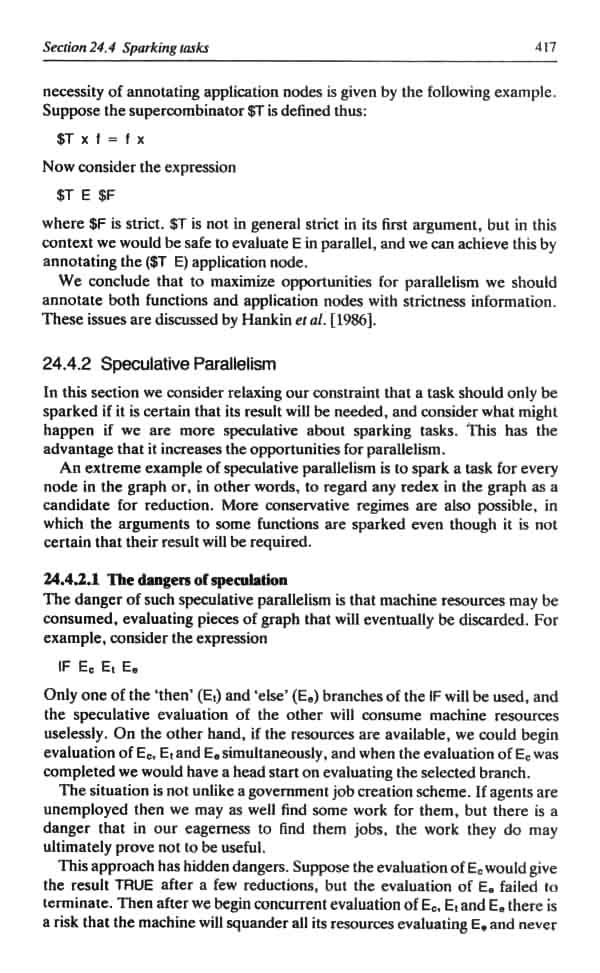 Section 24.4 Sparking tasks 417
necessity of annotating application nodes is given by the following example.
Suppose the supercombinator $T is defined thus:
$T x f = f x
Now consider the expression
$T E $F
where $F is strict. $T is not in general strict in its first argument, but in this
context we would be safe to evaluate E in parallel, and we can achieve this by
annotating the ($T E) application node.
We conclude that to maximize opportunities for parallelism we should
annotate both functions and application nodes with strictness information.
These issues are discussed by Hankin et al. [1986].
24.4.2 Speculative Parallelism
In this section we consider relaxing our constraint that a task should only be
sparked if it is certain that its result will be needed, and consider what might
happen if we are more speculative about sparking tasks. This has the
advantage that it increases the opportunities for parallelism.
An extreme example of speculative parallelism is to spark a task for every
node in the graph or, in other words, to regard any redex in the graph as a
candidate for reduction. More conservative regimes are also possible, in
which the arguments to some functions are sparked even though it is not
certain that their result will be required.
24.4.2.1 The dangers of speculation
The danger of such speculative parallelism is that machine resources may be
consumed, evaluating pieces of graph that will eventually be discarded. For
example, consider the expression
IF Ec Et Ee
Only one of the 'then' (Et) and 'else' (Ee) branches of the IF will be used, and
the speculative evaluation of the other will consume machine resources
uselessly. On the other hand, if the resources are available, we could begin
evaluation of Ec, Et and Ee simultaneously, and when the evaluation of Ec was
completed we would have a head start on evaluating the selected branch.
The situation is not unlike a government job creation scheme. If agents are
unemployed then we may as well find some work for them, but there is a
danger that in our eagerness to find them jobs, the work they do may
ultimately prove not to be useful.
This approach has hidden dangers. Suppose the evaluation of Ec would give
the result TRUE after a few reductions, but the evaluation of Ee failed to
terminate. Then after we begin concurrent evaluation of Ec, Et and Ee there is
a risk that the machine will squander all its resources evaluating Ee and never